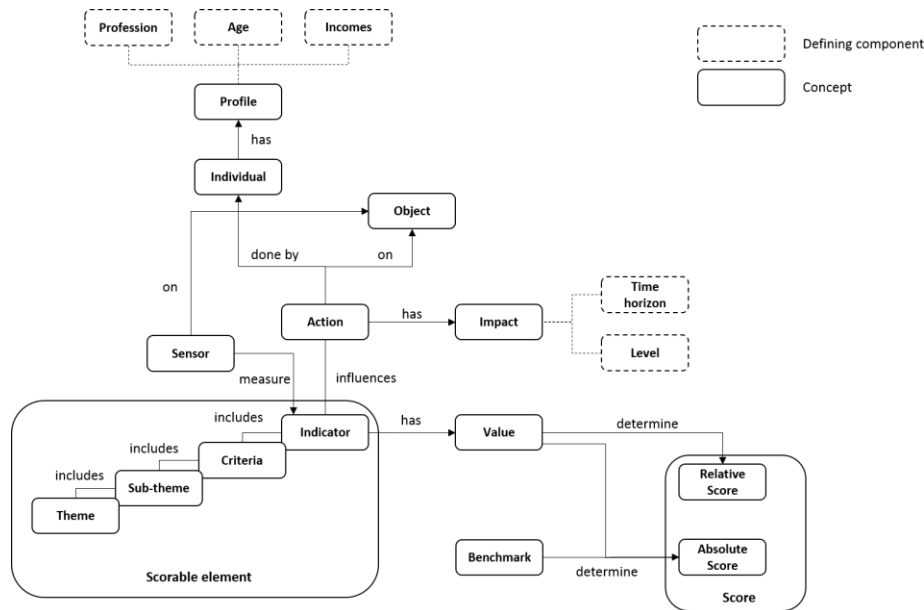 Profession
Age
Incomes
Defining component
Concept
Profile
has
Individual
Object
done by
on
on
Time
horizon
Action
has
Impact
Sensor
Level
measure
influences
includes
Indicator
has
Value
determine
includes
Criteria
includes
Sub-theme
Relative
Score
Theme
Benchmark
Absolute
Score
determine
Scorable element
Score